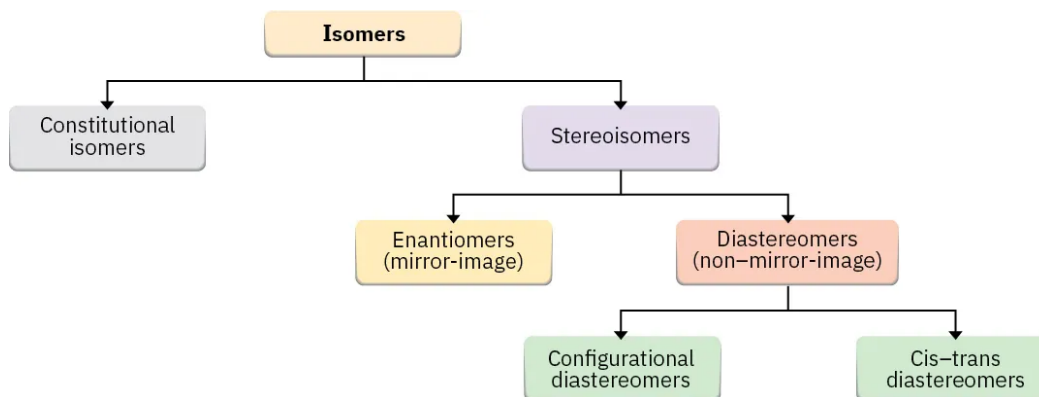 Isomers
Constitutional
isomers
Stereoisomers
Enantiomers
(mirror-image)
Diastereomers
(non–mirror-image)
Configurational
diastereomers
Cis–trans
diastereomers